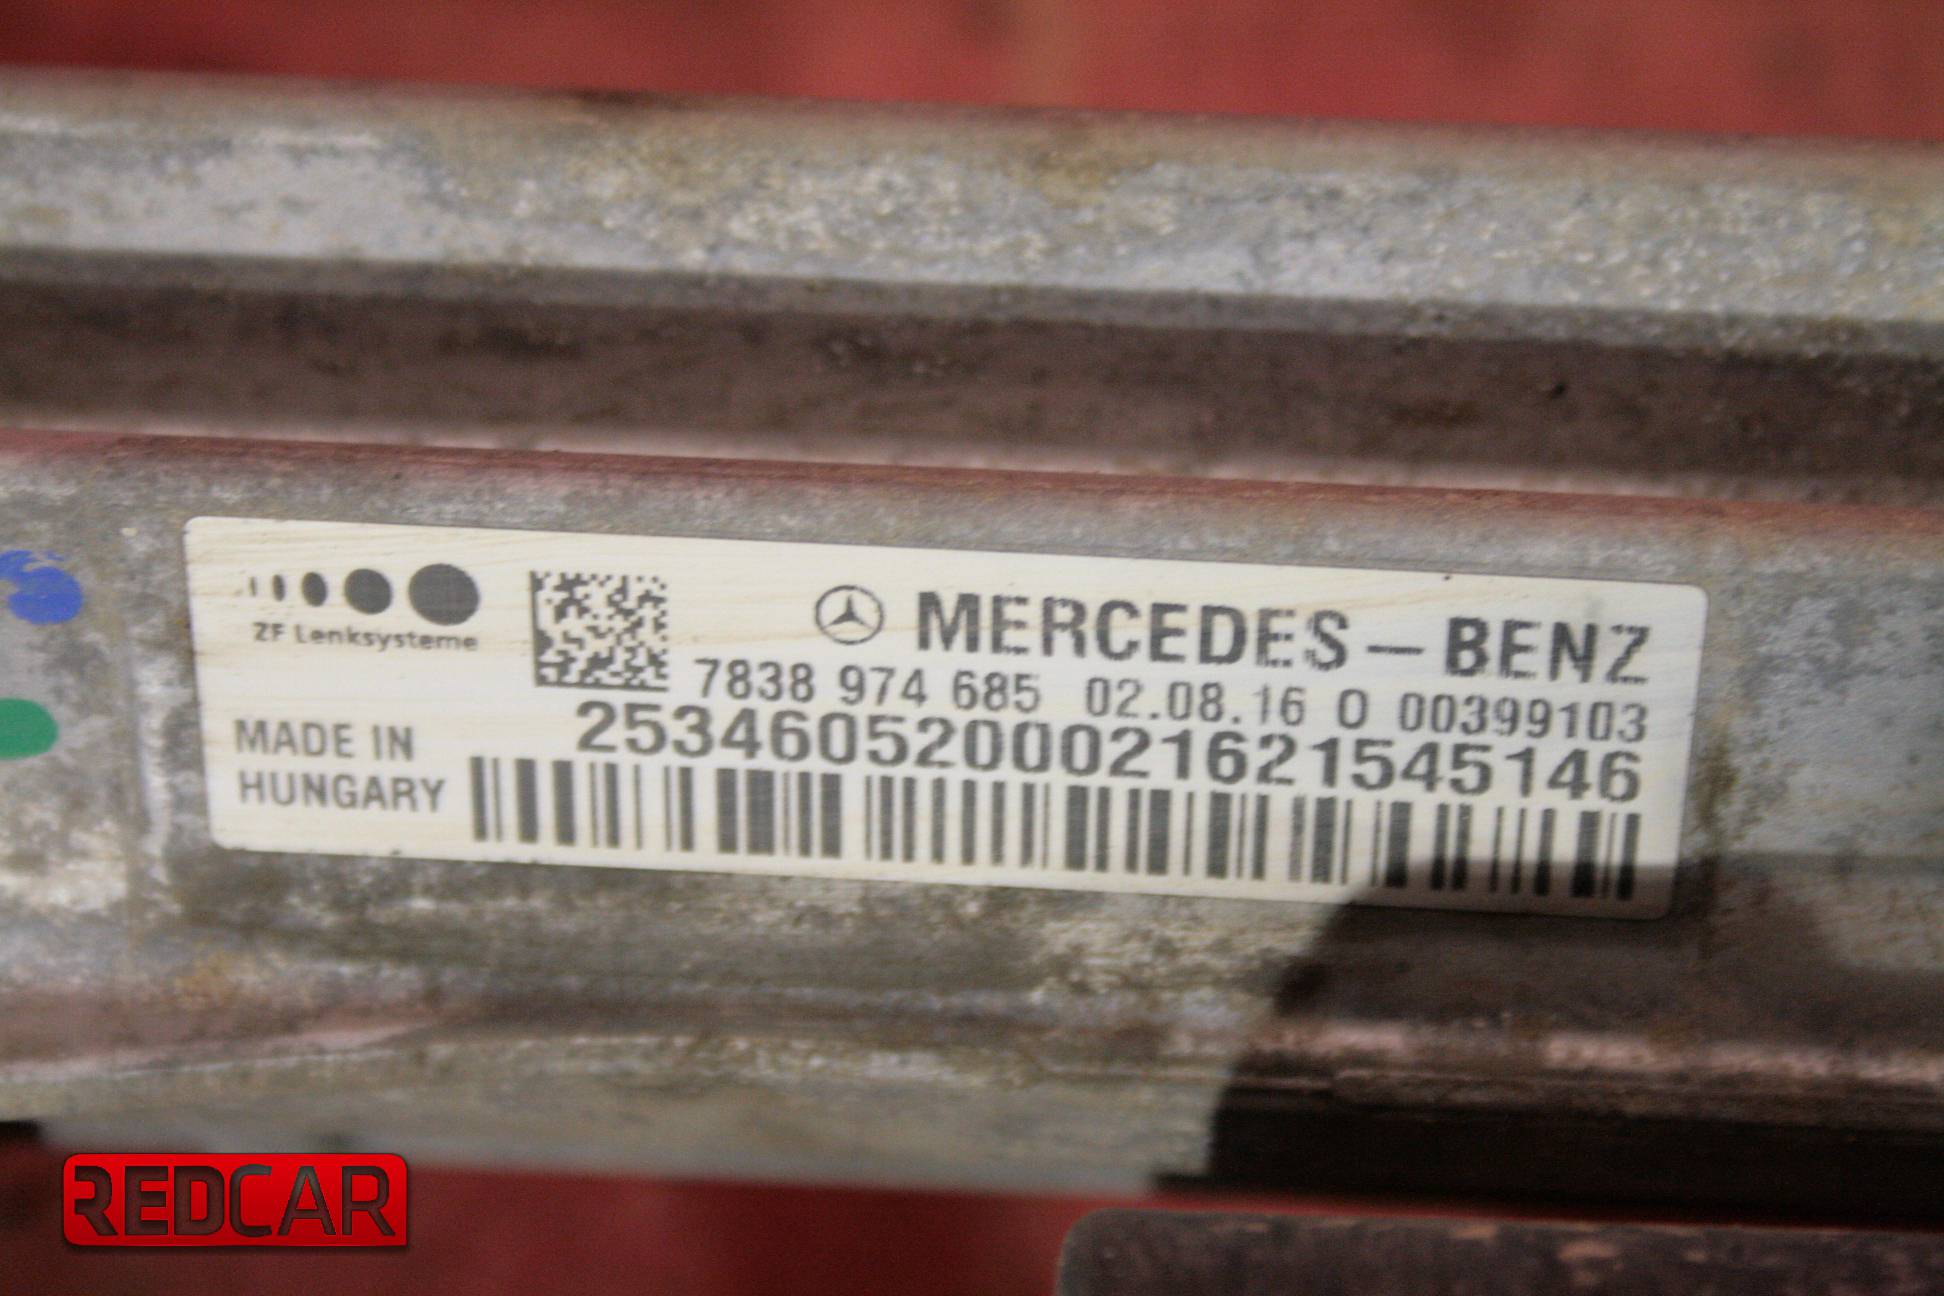 ZF Lenksysteme
MERCEDES-BENZ
7838 974 685 02.08.16 0 00399103
2534605200021621545146
MADE IN
HUNGARY
REDCAR